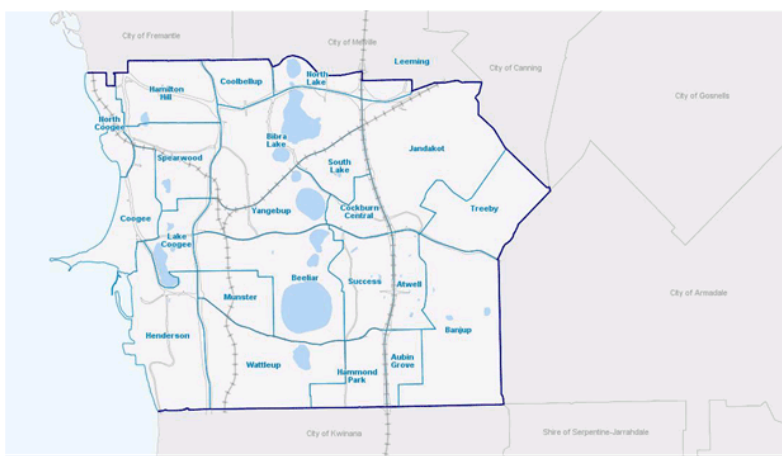 City of Fremantle
City of Melville
Leeming
City of Canning
City of Gosnells
Hamilton
Hill
Coolbellup
North
Lake
North
Coogee
Bibra
Lake
Jandakot
Spearwood
South
Lake
Coogee
Yangebup
Cockburn
Central
Treeby
Lake
Coogee
Munster
Beeliar
Success
Atwell
City of Armadale
Henderson
Banjup
Wattleup
Hammond
Park
Aubin
Grove
City of Kwinana
Shire of Serpentine-Jarrahdale